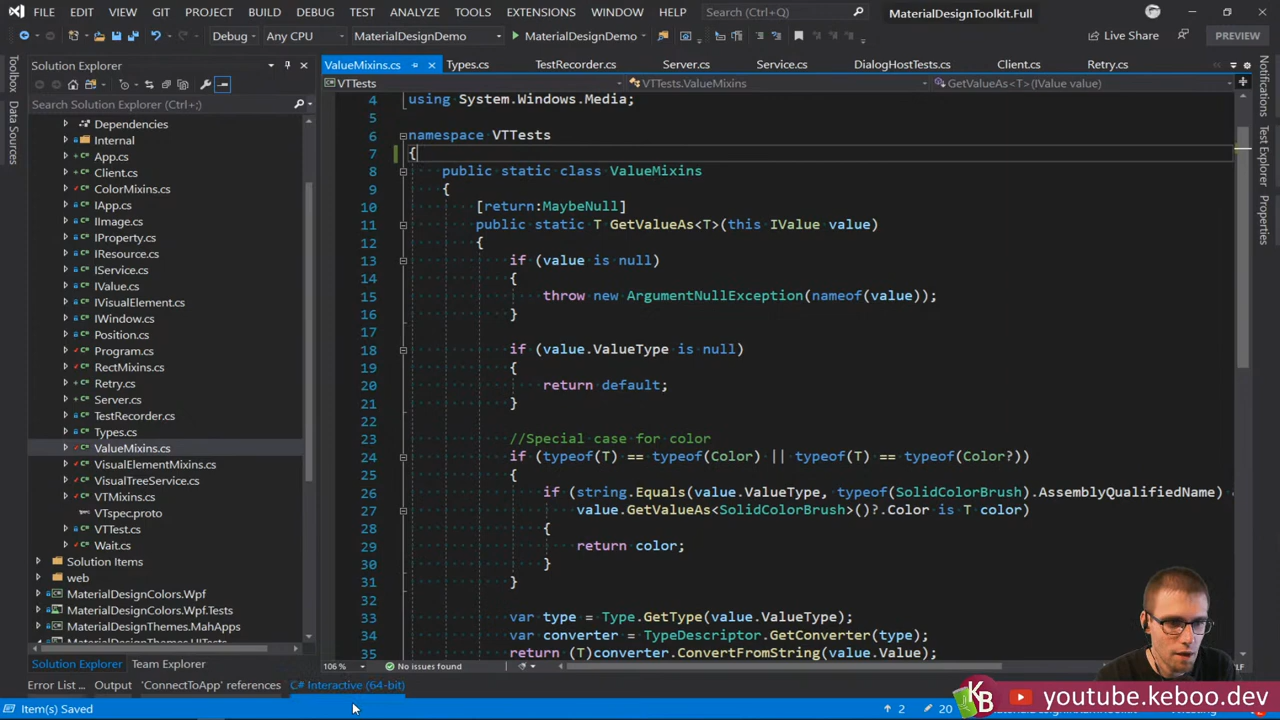 FILE EDIT VIEW GIT PROJECT BUILD DEBUG TEST ANALYZE TOOLS EXTENSIONS WINDOW HELP Search (Ctrl+Q) MaterialDesignToolkit.Full
Debug Any CPU MaterialDesignDemo MaterialDesignDemo Live Share PREVIEW
Toolbox
Data Sources
Solution Explorer
Search Solution Explorer (Ctrl+;)
Dependencies
Internal
App.cs
Client.cs
ColorMixins.cs
IApp.cs
IImage.cs
IProperty.cs
IResource.cs
IService.cs
IValue.cs
IVisualElement.cs
IWindow.cs
Position.cs
Program.cs
RectMixins.cs
Retry.cs
Server.cs
TestRecorder.cs
Types.cs
ValueMixins.cs
VisualElementMixins.cs
VisualTreeService.cs
VTMixins.cs
VTspec.proto
VTTest.cs
Wait.cs
Solution Items
web
MaterialDesignColors.Wpf
MaterialDesignColors.Wpf.Tests
MaterialDesignThemes.MahApps
MaterialDesignThemes.UITests
Solution Explorer Team Explorer
ValueMixins.cs Types.cs TestRecorder.cs Server.cs Service.cs DialogHostTests.cs Client.cs Retry.cs
VTTests VTTests.ValueMixins GetValueAs<T>(IValue value)
4 using System.Windows.Media;
5
6 namespace VTTests
7 {
8 public static class ValueMixins
9 {
10 [return:MaybeNull]
11 public static T GetValueAs<T>(this IValue value)
12 {
13 if (value is null)
14 {
15 throw new ArgumentNullException(nameof(value));
16 }
17
18 if (value.ValueType is null)
19 {
20 return default;
21 }
22
23 //Special case for color
24 if (typeof(T) == typeof(Color) || typeof(T) == typeof(Color?))
25 {
26 if (string.Equals(value.ValueType, typeof(SolidColorBrush).AssemblyQualifiedName)
27 value.GetValueAs<SolidColorBrush>()?.Color is T color)
28 {
29 return color;
30 }
31 }
32
33 var type = Type.GetType(value.ValueType);
34 var converter = TypeDescriptor.GetConverter(type);
35 return (T)converter.ConvertFromString(value.Value);
106 % No issues found
Notifications
Test Explorer
Properties
Error List ... Output 'ConnectToApp' references C# Interactive (64-bit)
Item(s) Saved 2 20
KB youtube.keboo.dev